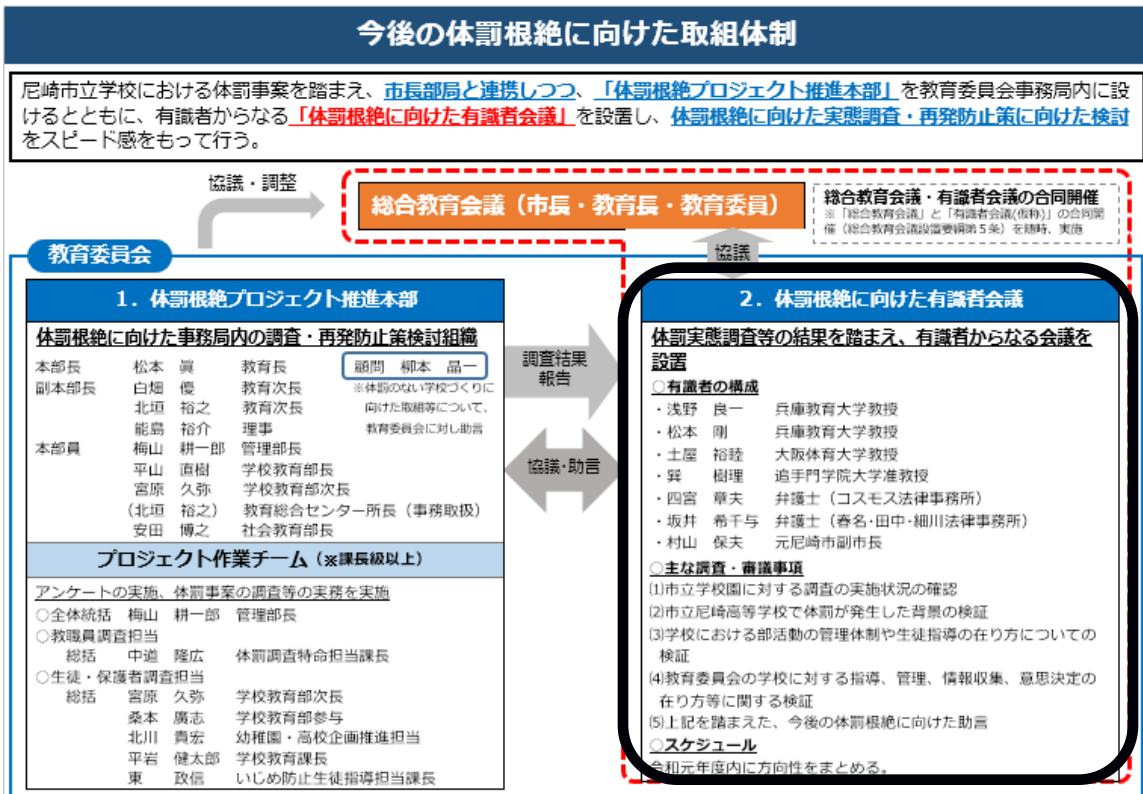 今後の体罰根絶に向けた取組体制
尼崎市立学校における体罰事案を踏まえ、市長部局と連携しつつ、「体罰根絶プロジェクト推進本部」を教育委員会事務局内に設
けるとともに、有識者からなる「体罰根絶に向けた有識者会議」を設置し、体罰根絶に向けた実態調査・再発防止策に向けた検討
をスピード感をもって行う。
協議・調整
総合教育会議（市長・教育長・教育委員）
総合教育会議・有識者会議の合同開催
※「総合教育会議」と「有識者会議(仮称)」の合同開
催（総合教育会議設置要綱第５条）を随時、実施
協議
教育委員会
１．体罰根絶プロジェクト推進本部
体罰根絶に向けた事務局内の調査・再発防止策検討組織
本部長 松本 眞 教育長
顧問 柳本 晶一
副本部長 白畑 優 教育次長
※体罰のない学校づくりに
北垣 裕之 教育次長
向けた取組等について、
能島 裕介 理事
教育委員会に対し助言
本部員 梅山 耕一郎 管理部長
平山 直樹 学校教育部長
宮原 久弥 学校教育部次長
（北垣 裕之） 教育総合センター所長（事務取扱）
安田 博之 社会教育部長
プロジェクト作業チーム（※課長級以上）
アンケートの実施、体罰事案の調査等の実務を実施
○全体統括 梅山 耕一郎 管理部長
○教職員調査担当
総括 中道 隆広 体罰調査特命担当課長
○生徒・保護者調査担当
総括 宮原 久弥 学校教育部次長
桑本 廣志 学校教育部参与
北川 貴宏 幼稚園・高校企画推進担当
平岩 健太郎 学校教育課長
東 政信 いじめ防止生徒指導担当課長
調査結果
報告
協議・助言
２．体罰根絶に向けた有識者会議
体罰実態調査等の結果を踏まえ、有識者からなる会議を
設置
○有識者の構成
・浅野 良一 兵庫教育大学教授
・松本 剛 兵庫教育大学教授
・土屋 裕睦 大阪体育大学教授
・巽 樹理 追手門学院大学准教授
・四宮 章夫 弁護士（コスモス法律事務所）
・坂井 希千与 弁護士（春名・田中・細川法律事務所）
・村山 保夫 元尼崎市副市長
○主な調査・審議事項
⑴市立学校園に対する調査の実施状況の確認
⑵市立尼崎高等学校で体罰が発生した背景の検証
⑶学校における部活動の管理体制や生徒指導の在り方についての
検証
⑷教育委員会の学校に対する指導、管理、情報収集、意思決定の
在り方等に関する検証
⑸上記を踏まえた、今後の体罰根絶に向けた助言
○スケジュール
令和元年度内に方向性をまとめる。